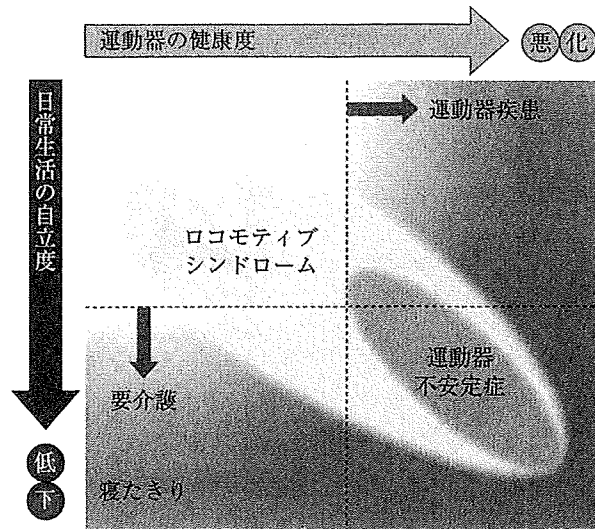 運動器の健康度
悪化
日常生活の自立度
運動器疾患
ロコモティブ
シンドローム
運動器
不安定症
要介護
低下
寝たきり